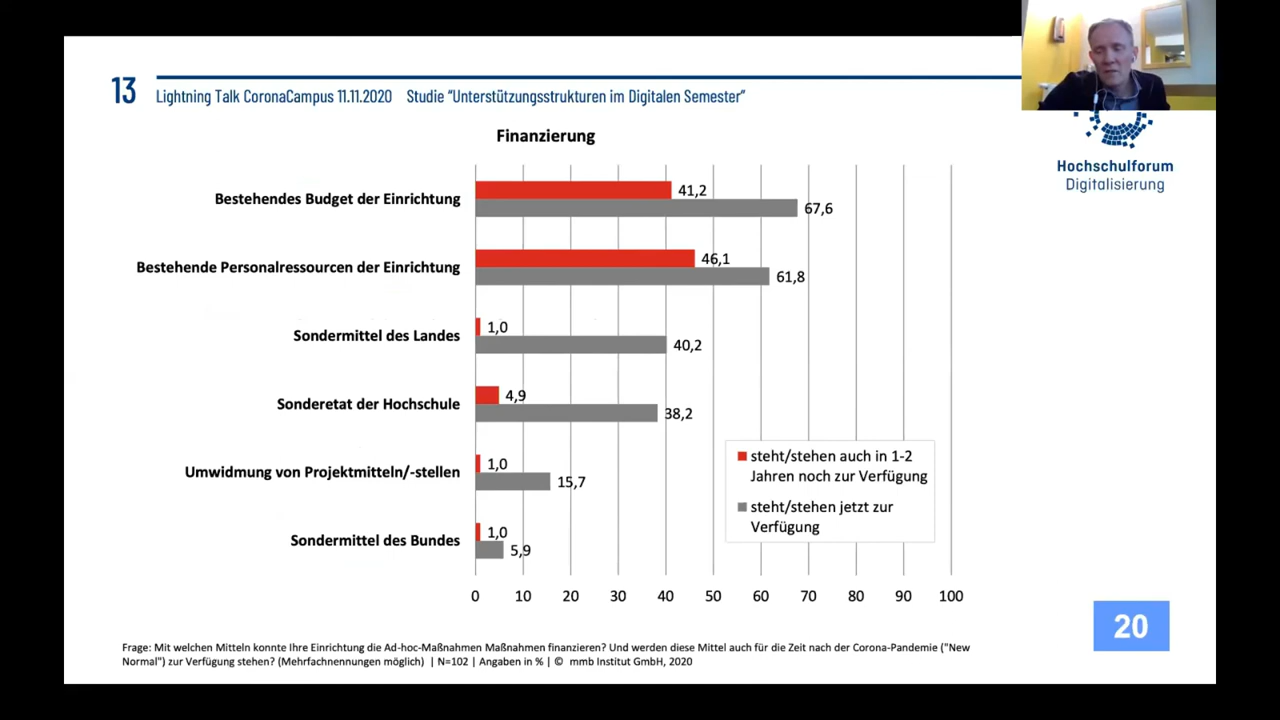 13
Lightning Talk CoronaCampus 11.11.2020 Studie “Unterstützungsstrukturen im Digitalen Semester”
Hochschulforum
Digitalisierung
Finanzierung
Bestehendes Budget der Einrichtung
41,2
67,6
Bestehende Personalressourcen der Einrichtung
46,1
61,8
Sondermittel des Landes
1,0
40,2
Sonderetat der Hochschule
4,9
38,2
Umwidmung von Projektmitteln/-stellen
1,0
15,7
Sondermittel des Bundes
1,0
5,9
steht/stehen auch in 1-2
Jahren noch zur Verfügung
steht/stehen jetzt zur
Verfügung
0 10 20 30 40 50 60 70 80 90 100
20
Frage: Mit welchen Mitteln konnte Ihre Einrichtung die Ad-hoc-Maßnahmen Maßnahmen finanzieren? Und werden diese Mittel auch für die Zeit nach der Corona-Pandemie ("New
Normal") zur Verfügung stehen? (Mehrfachnennungen möglich) | N=102 | Angaben in % | © mmb Institut GmbH, 2020